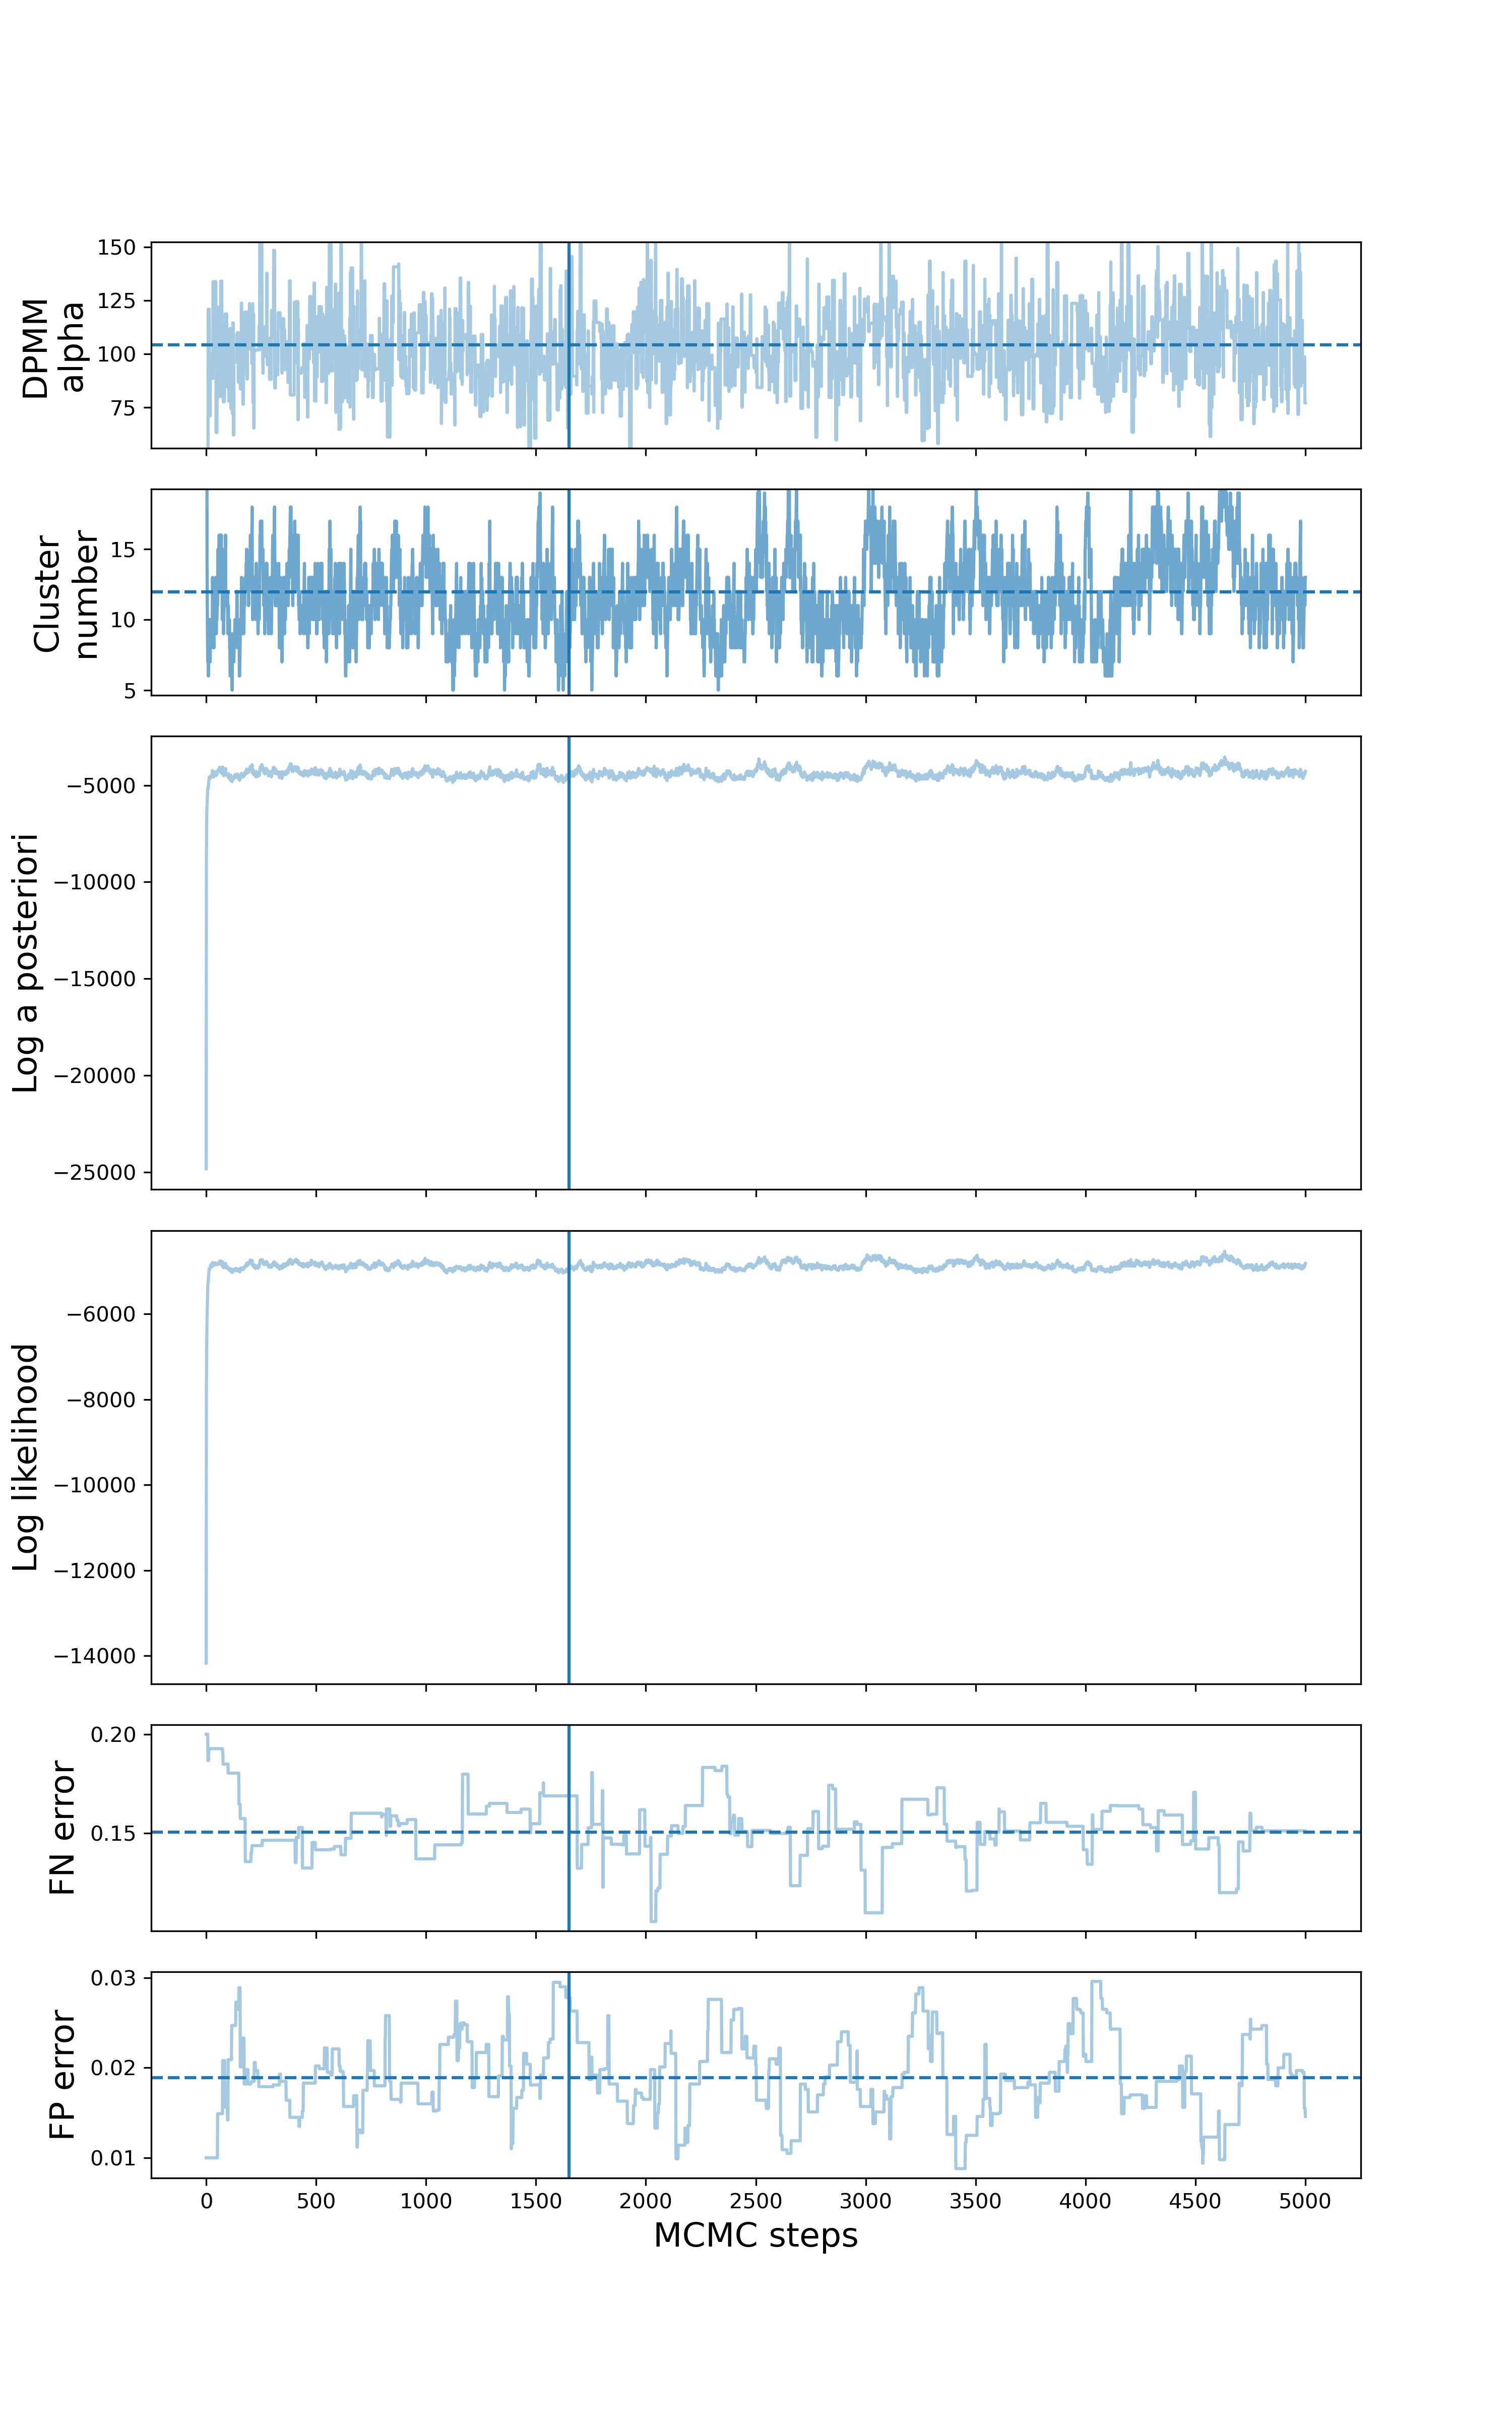 DPMM
alpha
150
125
100
75
Cluster
number
15
10
5
Log a posteriori
−5000
−10000
−15000
−20000
−25000
Log likelihood
−6000
−8000
−10000
−12000
−14000
FN error
0.20
0.15
FP error
0.03
0.02
0.01
0 500 1000 1500 2000 2500 3000 3500 4000 4500 5000
MCMC steps